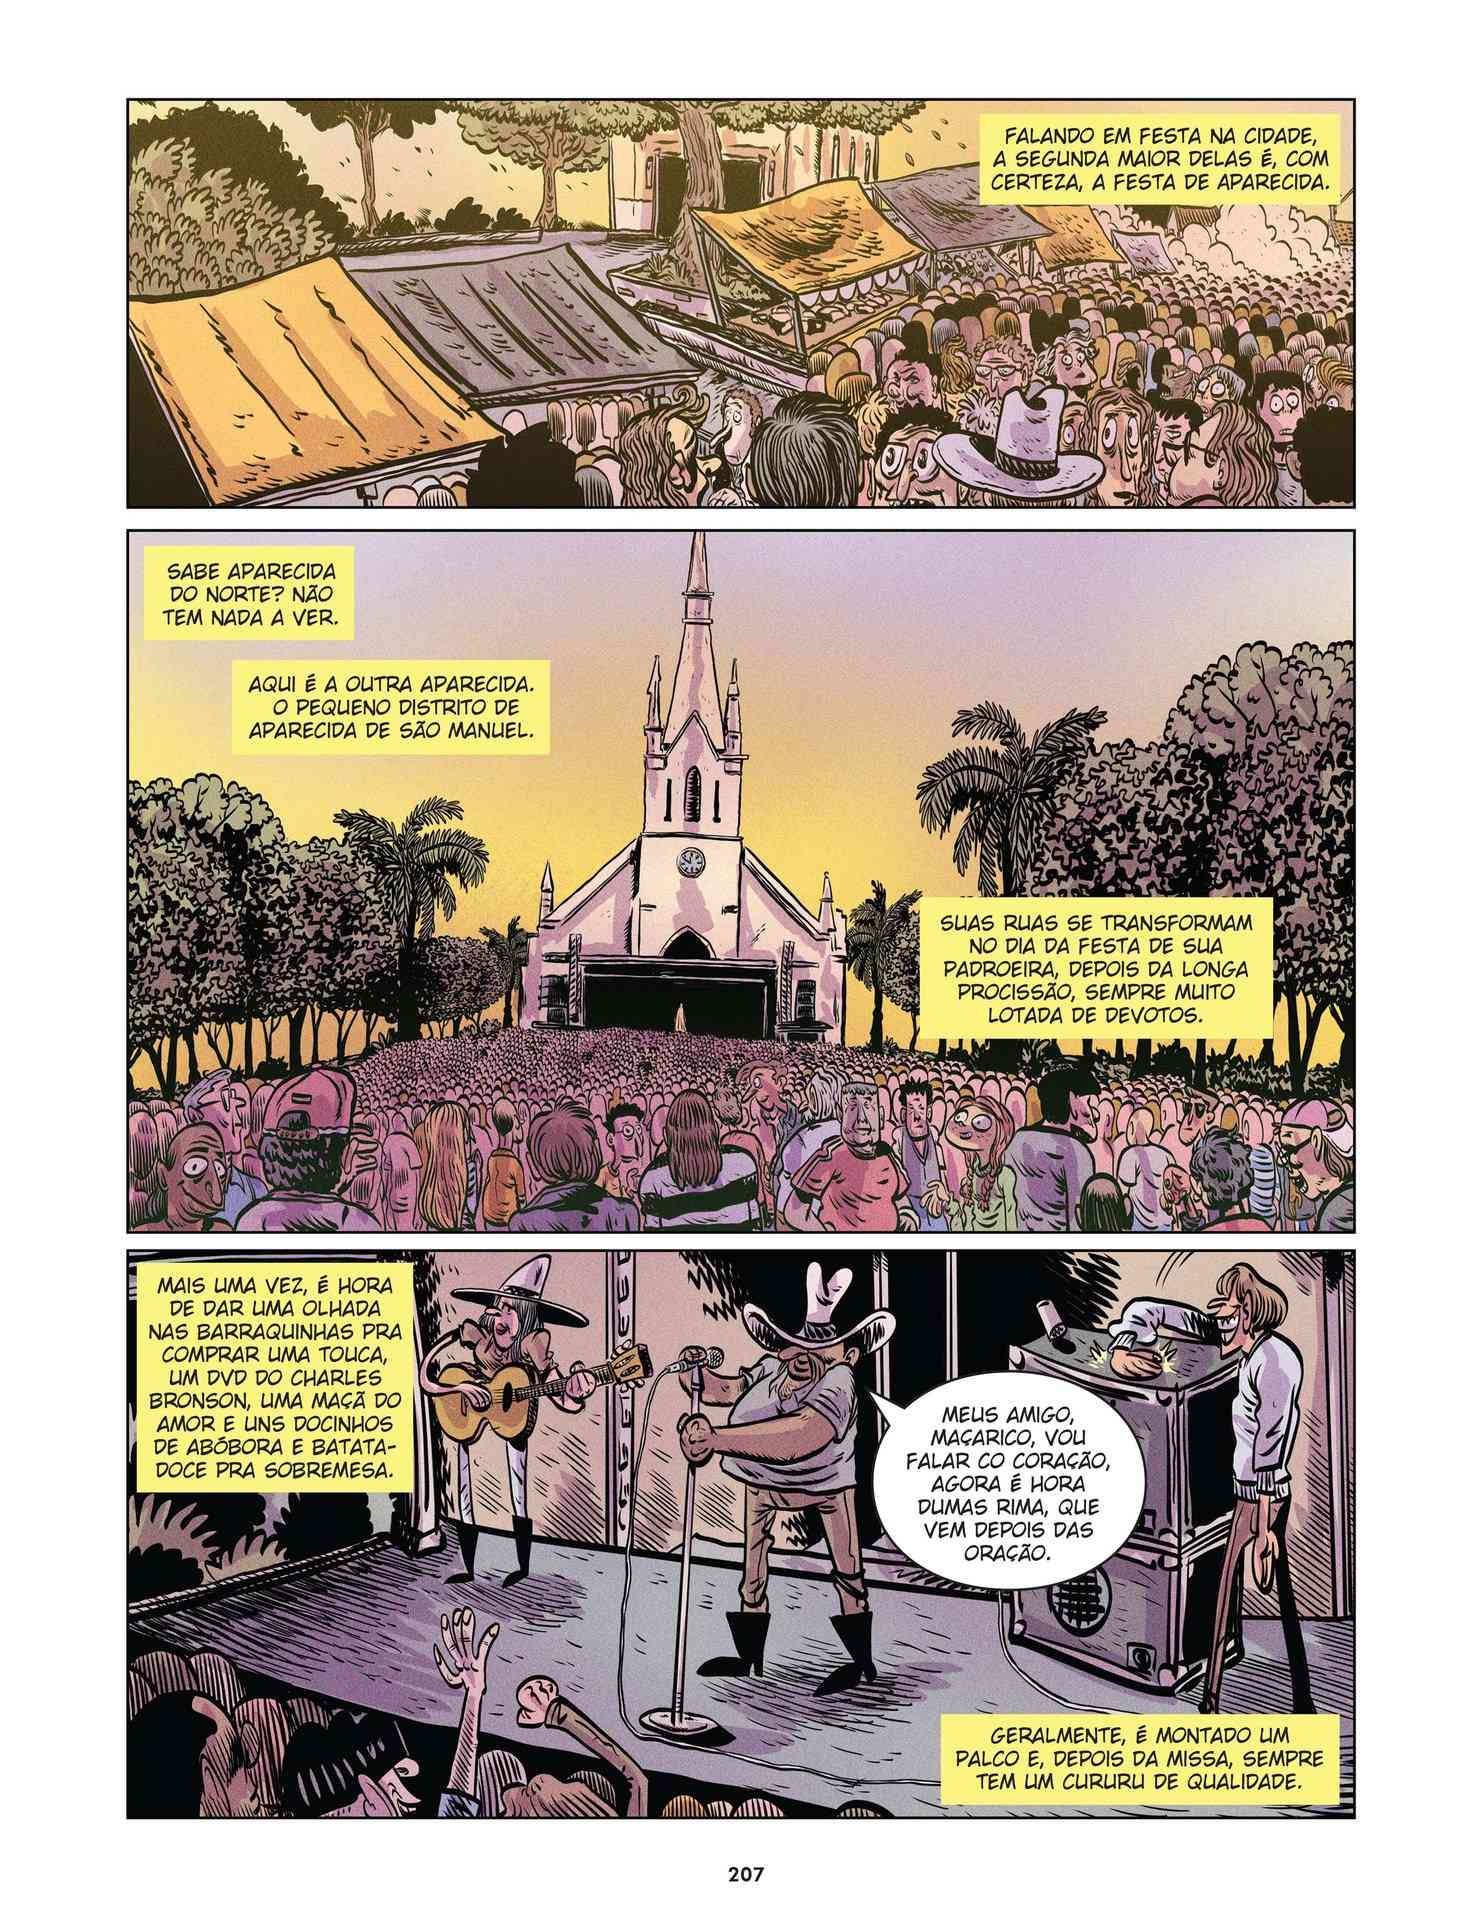 FALANDO EM FESTA NA CIDADE,
A SEGUNDA MAIOR DELAS É, COM
CERTEZA, A FESTA DE APARECIDA.
SABE APARECIDA
DO NORTE? NÃO
TEM NADA A VER.
AQUI É A OUTRA APARECIDA.
O PEQUENO DISTRITO DE
APARECIDA DE SÃO MANUEL.
SUAS RUAS SE TRANSFORMAM
NO DIA DA FESTA DE SUA
PADROEIRA, DEPOIS DA LONGA
PROCISSÃO, SEMPRE MUITO
LOTADA DE DEVOTOS.
MAIS UMA VEZ, É HORA
DE DAR UMA OLHADA
NAS BARRAQUINHAS PRA
COMPRAR UMA TOUCA,
UM DVD DO CHARLES
BRONSON, UMA MAÇÃ DO
AMOR E UNS DOCINHOS
DE ABÓBORA E BATATA-
DOCE PRA SOBREMESA.
MEUS AMIGO,
MAÇARICO, VOU
FALAR CO CORAÇÃO,
AGORA É HORA
DUMAS RIMA, QUE
VEM DEPOIS DAS
ORAÇÃO.
GERALMENTE, É MONTADO UM
PALCO E, DEPOIS DA MISSA, SEMPRE
TEM UM CURURU DE QUALIDADE.
207